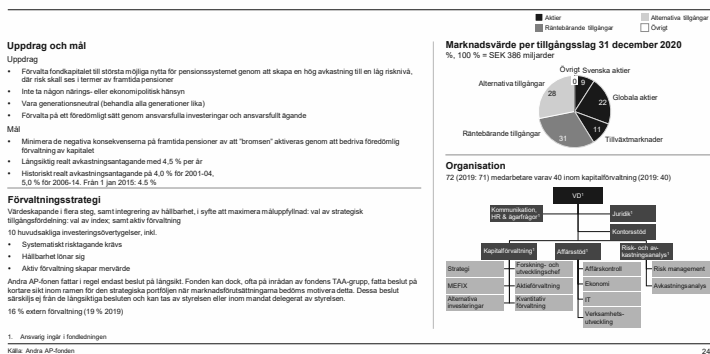 Aktier
Alternativa tillgångar
Räntebärande tillgångar
Övrigt
Uppdrag och mål
Uppdrag
• Förvalta fondkapitalet till största möjliga nytta för pensionssystemet genom att skapa en hög avkastning till en låg risknivå,
där risk skall ses i termer av framtida pensioner
• Inte ta någon närings- eller ekonomipolitisk hänsyn
• Vara generationsneutral (behandla alla generationer lika)
• Förvalta på ett föredömligt sätt genom ansvarsfulla investeringar och ansvarsfullt ägande
Mål
• Minimera de negativa konsekvenserna på framtida pensioner av att "bromsen" aktiveras genom att bedriva föredömlig
förvaltning av kapitalet
• Långsiktig realt avkastningsantagande med 4,5 % per år
• Historiskt realt avkastningsantagande på 4,0 % för 2001-04,
5,0 % för 2006-14. Från 1 jan 2015: 4.5 %
Förvaltningsstrategi
Värdeskapande i flera steg, samt integrering av hållbarhet, i syfte att maximera måluppfyllnad: val av strategisk
tillgångsfördelning: val av index; samt aktiv förvaltning
10 huvudsakliga investeringsövertygelser, inkl.
• Systematiskt risktagande krävs
• Hållbarhet lönar sig
• Aktiv förvaltning skapar mervärde
Andra AP-fonen fattar i regel endast beslut på långsikt. Fonden kan dock, ofta på inrådan av fondens TAA-grupp, fatta beslut på
kortare sikt inom ramen för den strategiska portföljen när marknadsförutsättningarna bedöms motivera detta. Dessa beslut
särskiljs ej från de långsiktiga besluten och kan tas av styrelsen eller inom mandat delegerat av styrelsen.
16 % extern förvaltning (19 % 2019)
Marknadsvärde per tillgångsslag 31 december 2020
%, 100 % = SEK 386 miljarder
Övrigt
Svenska aktier
Alternativa tillgångar
Globala aktier
Räntebärande tillgångar
Tillväxtmarknader
0
9
28
22
11
31
Organisation
72 (2019: 71) medarbetare varav 40 inom kapitalförvaltning (2019: 40)
VD¹
Kommunikation,
HR & ägarfrågor¹
Juridik¹
Kontorsstöd
Kapitalförvaltning¹
Affärsstöd¹
Risk- och av-
kastningsanalys¹
Strategi
Forsknings- och
utvecklingschef
Affärskontroll
Risk management
MEFIX
Aktieförvaltning
Ekonomi
Avkastningsanalys
Alternativa
investeringar
Kvantitativ
förvaltning
IT
Verksamhets-
utveckling
1. Ansvarig ingår i fondledningen
Källa: Andra AP-fonden
24